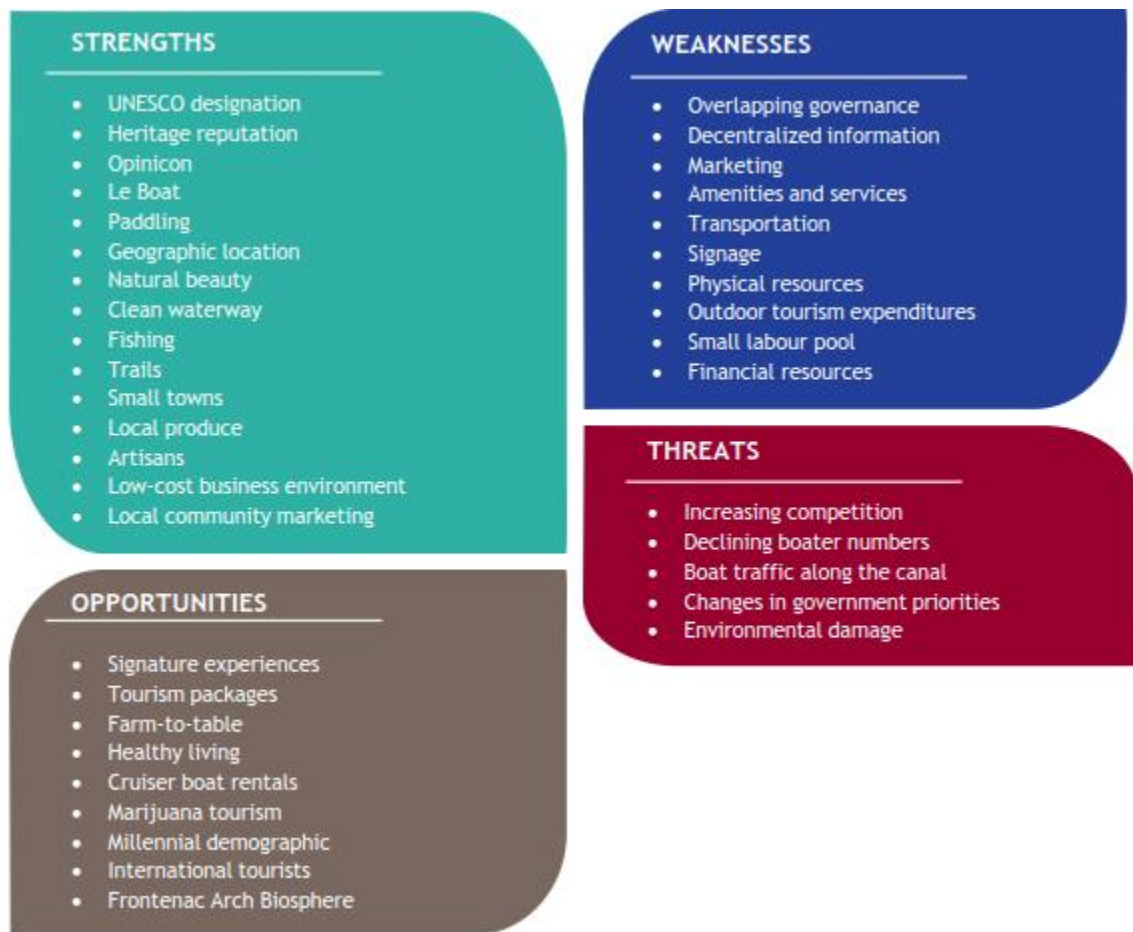 STRENGTHS
• UNESCO designation
• Heritage reputation
• Opinicon
• Le Boat
• Paddling
• Geographic location
• Natural beauty
• Clean waterway
• Fishing
• Trails
• Small towns
• Local produce
• Artisans
• Low-cost business environment
• Local community marketing
WEAKNESSES
• Overlapping governance
• Decentralized information
• Marketing
• Amenities and services
• Transportation
• Signage
• Physical resources
• Outdoor tourism expenditures
• Small labour pool
• Financial resources
OPPORTUNITIES
• Signature experiences
• Tourism packages
• Farm-to-table
• Healthy living
• Cruiser boat rentals
• Marijuana tourism
• Millennial demographic
• International tourists
• Frontenac Arch Biosphere
THREATS
• Increasing competition
• Declining boater numbers
• Boat traffic along the canal
• Changes in government priorities
• Environmental damage